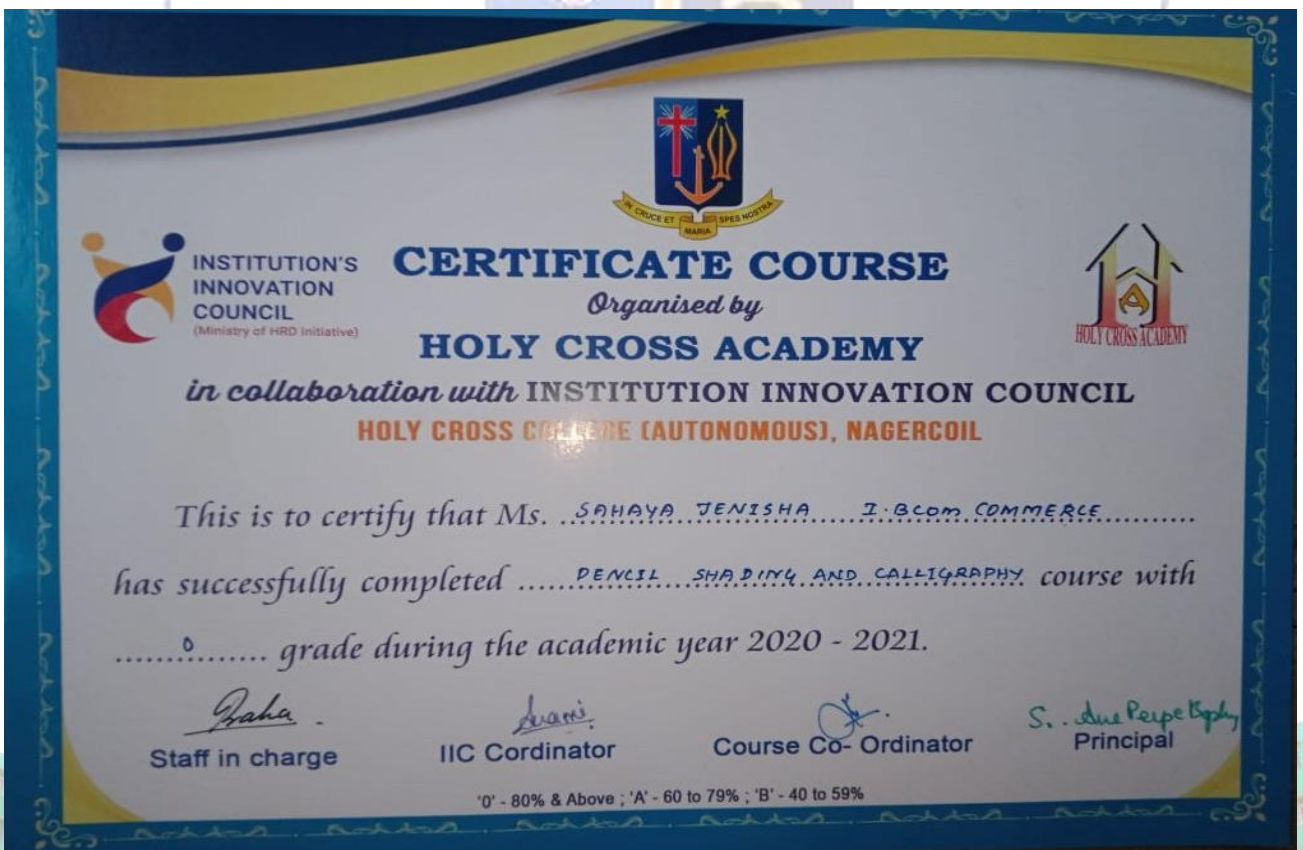 IN CRUCE ET MARIA SPES NOSTRA
INSTITUTION'S
INNOVATION
COUNCIL
(Ministry of HRD Initiative)
CERTIFICATE COURSE
Organised by
HOLY CROSS ACADEMY
HOLY CROSS ACADEMY
in collaboration with INSTITUTION INNOVATION COUNCIL
HOLY CROSS COLLEGE (AUTONOMOUS), NAGERCOIL
This is to certify that Ms. SAHAYA JENISHA I. BCom COMMERCE
has successfully completed PENCIL SHADING AND CALLIGRAPHY course with
O grade during the academic year 2020 - 2021.
Staff in charge
IIC Cordinator
Course Co- Ordinator
Principal
'O' - 80% & Above ; 'A' - 60 to 79% ; 'B' - 40 to 59%